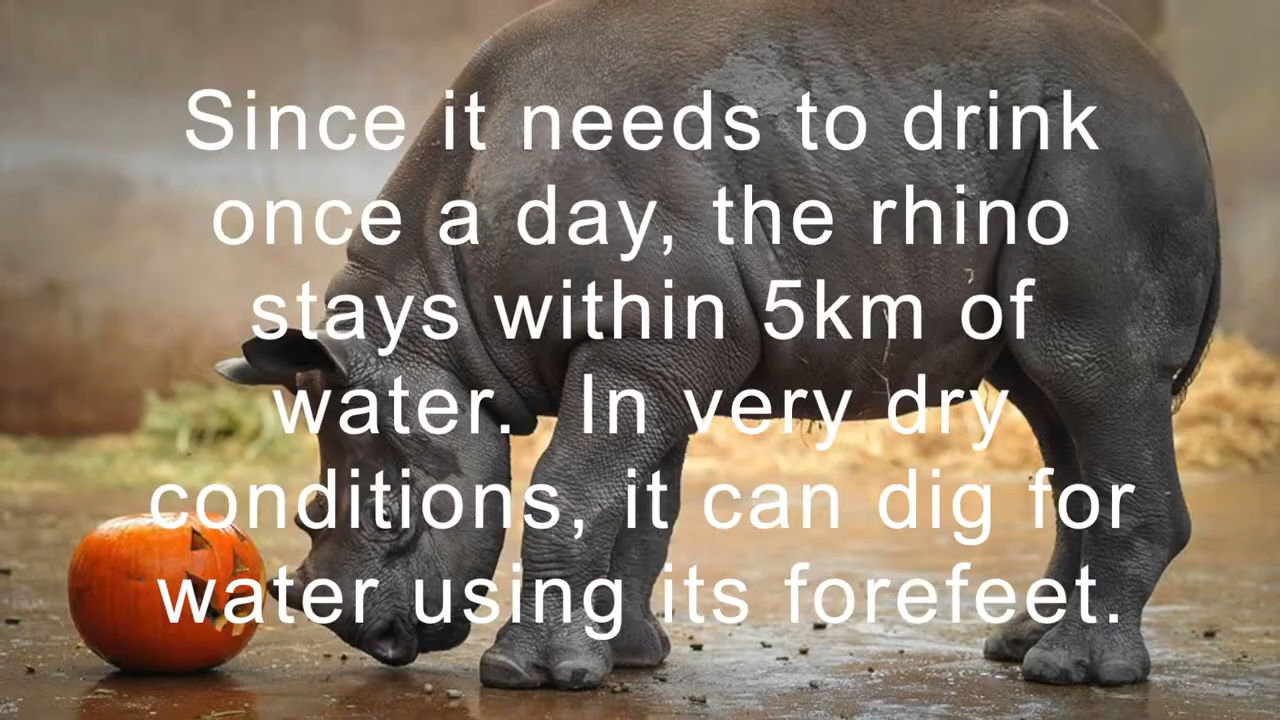 Since it needs to drink
once a day, the rhino
stays within 5km of
water. In very dry
conditions, it can dig for
water using its forefeet.